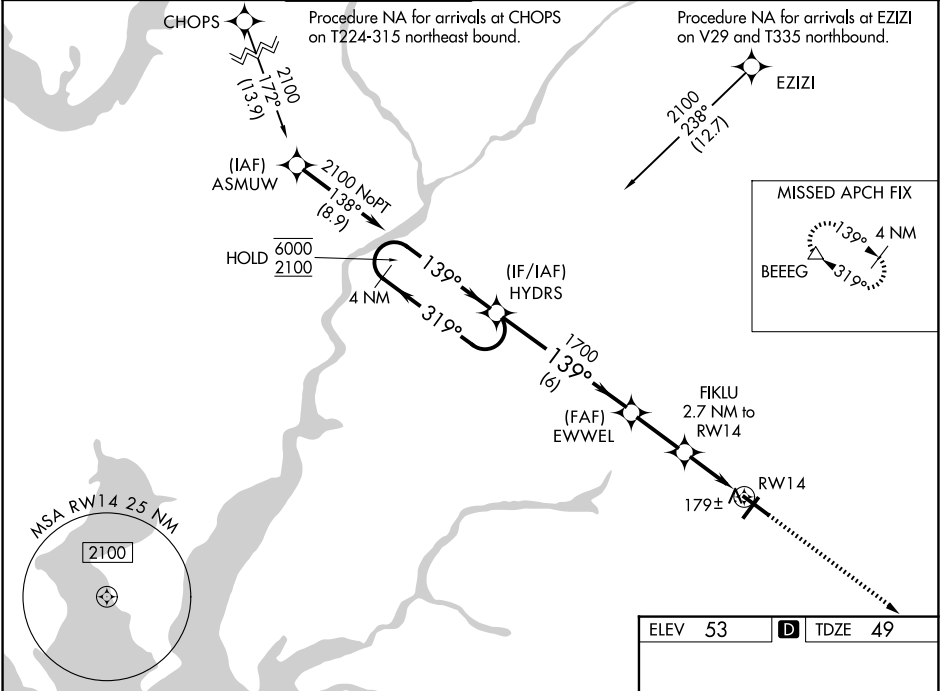 CHOPS
Procedure NA for arrivals at CHOPS
on T224-315 northeast bound.
Procedure NA for arrivals at EZIZI
on V29 and T335 northbound.
2100
172°
(13.9)
EZIZI
2100
238°
(12.7)
(IAF)
ASMUW
2100 NoPT
138°
(8.9)
MISSED APCH FIX
139°
4 NM
BEEEG
319°
HOLD
6000
2100
4 NM
139°
319°
(IF/IAF)
HYDRS
1700
139°
(6)
(FAF)
EWWEL
FIKLU
2.7 NM to
RW14
RW14
179±
MSA RW14 25 NM
2100
ELEV 53 D TDZE 49